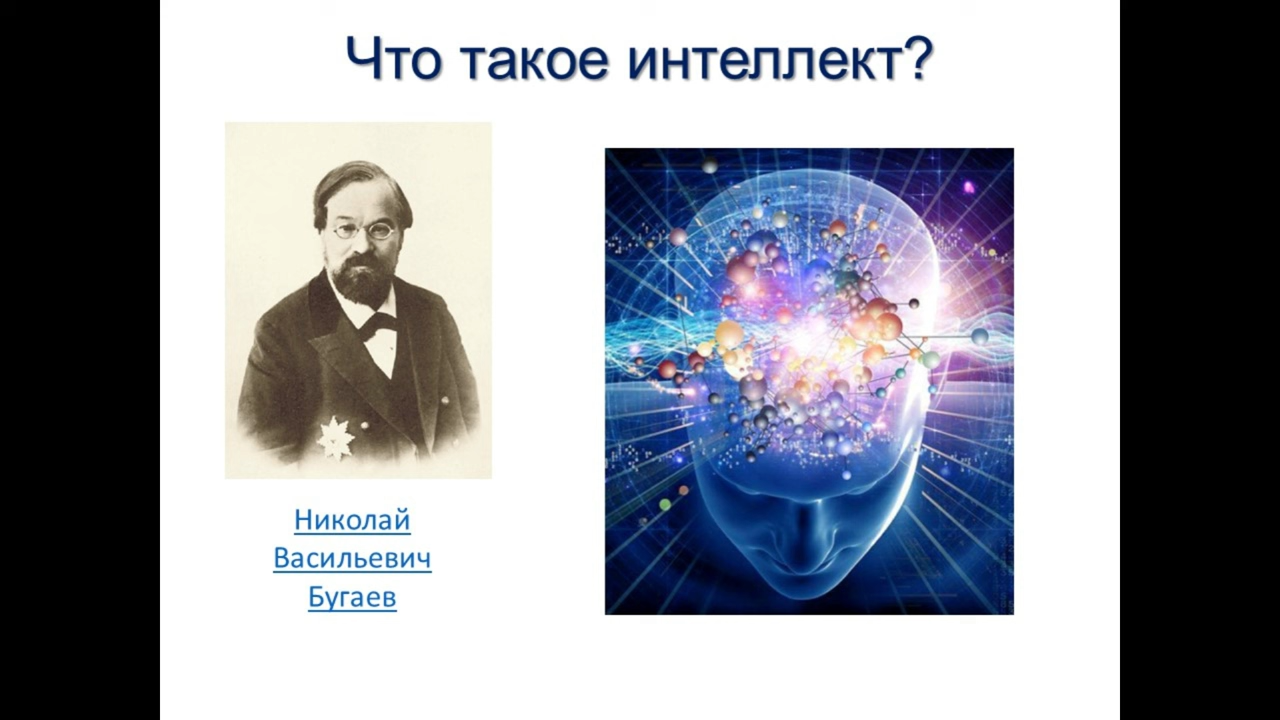 Что такое интеллект?
Николай
Васильевич
Бугаев